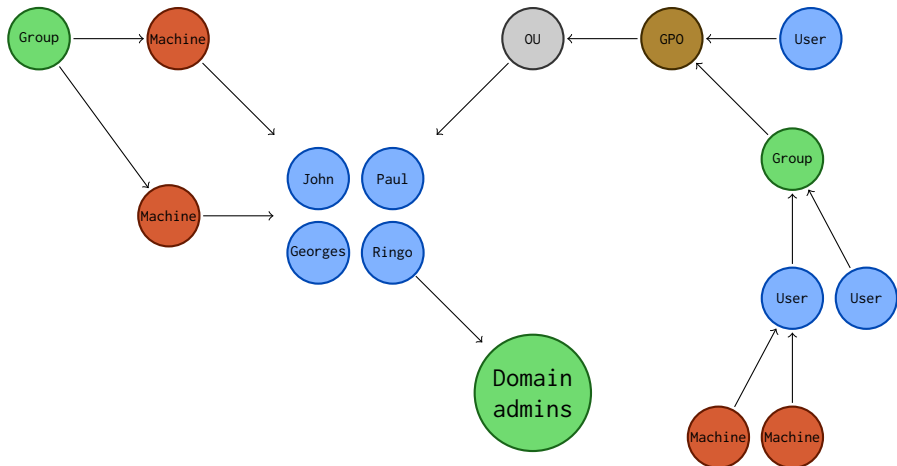 Group
Machine
OU
GPO
User
Group
John
Paul
Machine
Georges
Ringo
User
User
Domain
admins
Machine
Machine